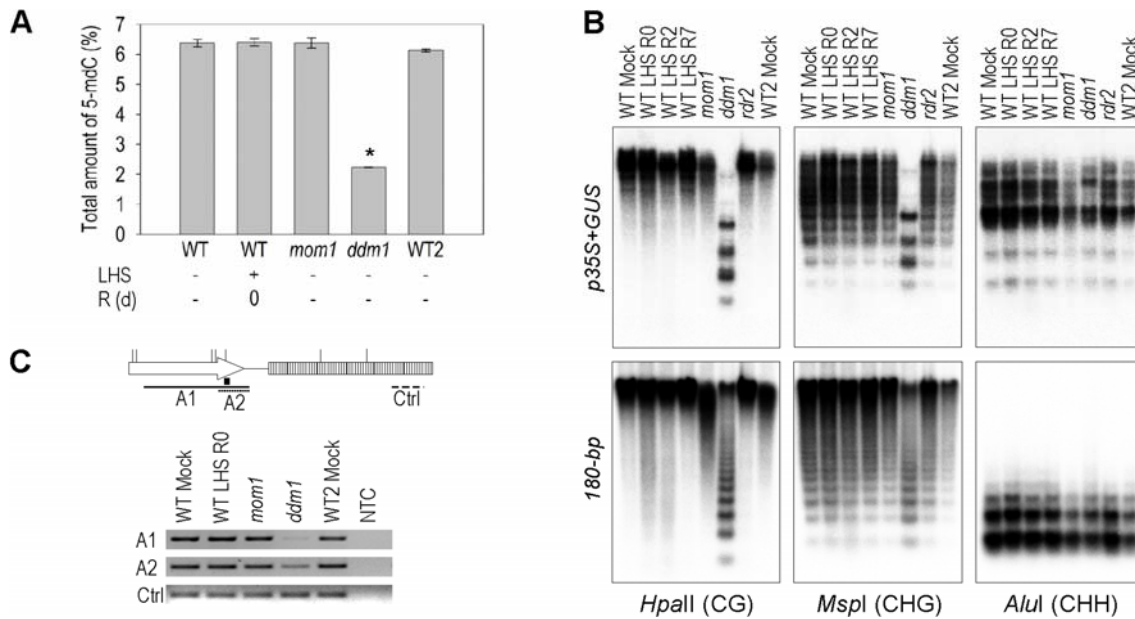 A
Total amount of 5-mdC (%)
7
6
5
4
3
2
1
0
*
WT WT mom1 ddm1 WT2
LHS - + - - -
R (d) - 0 - - -
B
WT Mock
WT LHS R0
WT LHS R2
WT LHS R7
mom1
ddm1
rdr2
WT2 Mock
WT Mock
WT LHS R0
WT LHS R2
WT LHS R7
mom1
ddm1
rdr2
WT2 Mock
WT Mock
WT LHS R0
WT LHS R2
WT LHS R7
mom1
ddm1
rdr2
WT2 Mock
p35S+GUS
180-bp
HpaII (CG) MspI (CHG) AluI (CHH)
C
A1 A2 Ctrl
WT Mock
WT LHS R0
mom1
ddm1
WT2 Mock
NTC
A1
A2
Ctrl